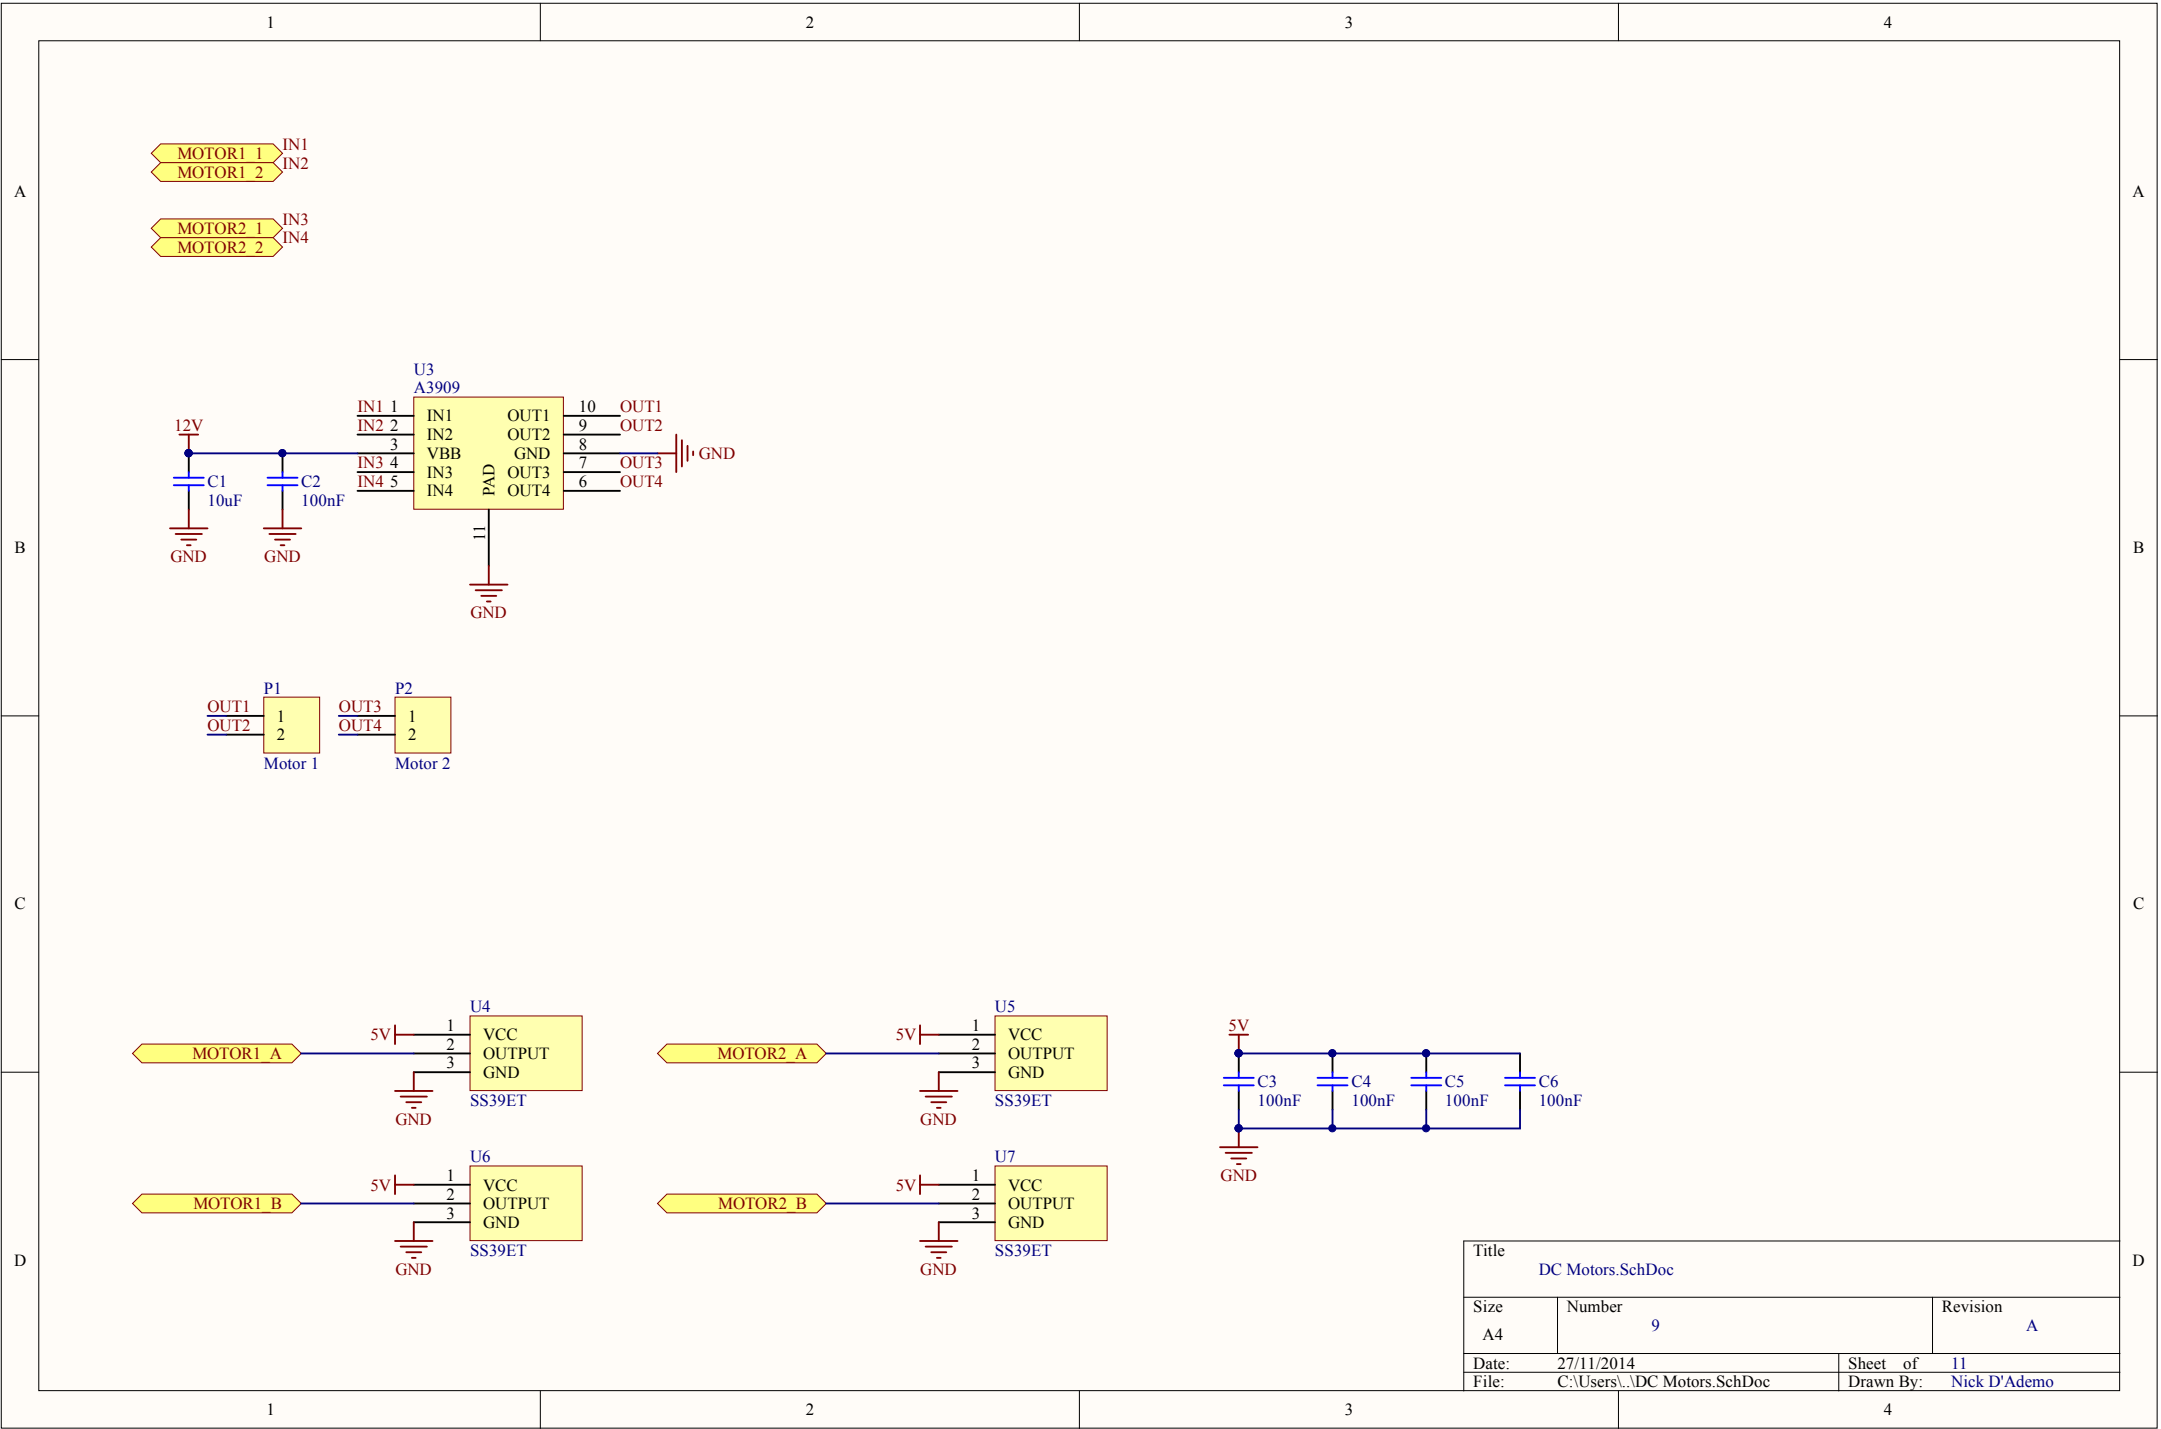 1 2 3 4
A A
MOTOR1_1 IN1
MOTOR1_2 IN2
MOTOR2_1 IN3
MOTOR2_2 IN4
B B
U3
A3909
IN1 1 IN1 OUT1 10 OUT1
IN2 2 IN2 OUT2 9 OUT2
12V 3 VBB GND 8 GND
IN3 4 IN3 OUT3 7 OUT3
IN4 5 IN4 OUT4 6 OUT4
PAD
11
GND
C1
10uF
GND
C2
100nF
GND
P1
OUT1 1
OUT2 2
Motor 1
P2
OUT3 1
OUT4 2
Motor 2
C C
U4
5V 1 VCC
MOTOR1_A 2 OUTPUT
3 GND
GND
SS39ET
U5
5V 1 VCC
MOTOR2_A 2 OUTPUT
3 GND
GND
SS39ET
5V
C3 C4 C5 C6
100nF 100nF 100nF 100nF
GND
U6
5V 1 VCC
MOTOR1_B 2 OUTPUT
3 GND
GND
SS39ET
U7
5V 1 VCC
MOTOR2_B 2 OUTPUT
3 GND
GND
SS39ET
D D
Title
DC Motors.SchDoc
Size Number Revision
A4 9 A
Date: 27/11/2014 Sheet of 11
File: C:\Users\..\DC Motors.SchDoc Drawn By: Nick D'Ademo
1 2 3 4